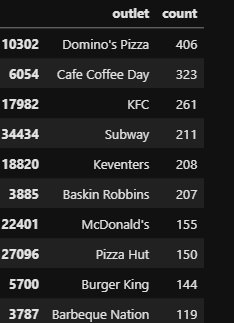 outlet count
10302 Domino's Pizza 406
6054 Cafe Coffee Day 323
17982 KFC 261
34434 Subway 211
18820 Keventers 208
3885 Baskin Robbins 207
22401 McDonald's 155
27096 Pizza Hut 150
5700 Burger King 144
3787 Barbeque Nation 119